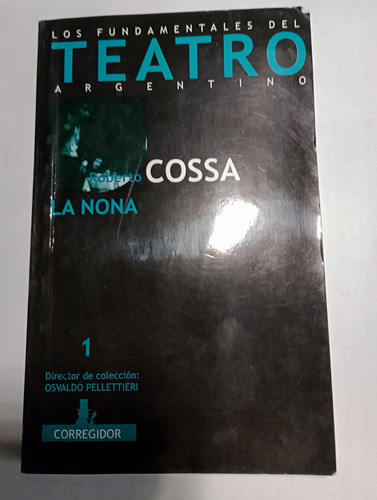 LOS FUNDAMENTALES DEL
TEATRO
ARGENTINO
Roberto COSSA
LA NONA
1
Director de colección:
OSVALDO PELLETTIERI
CORREGIDOR